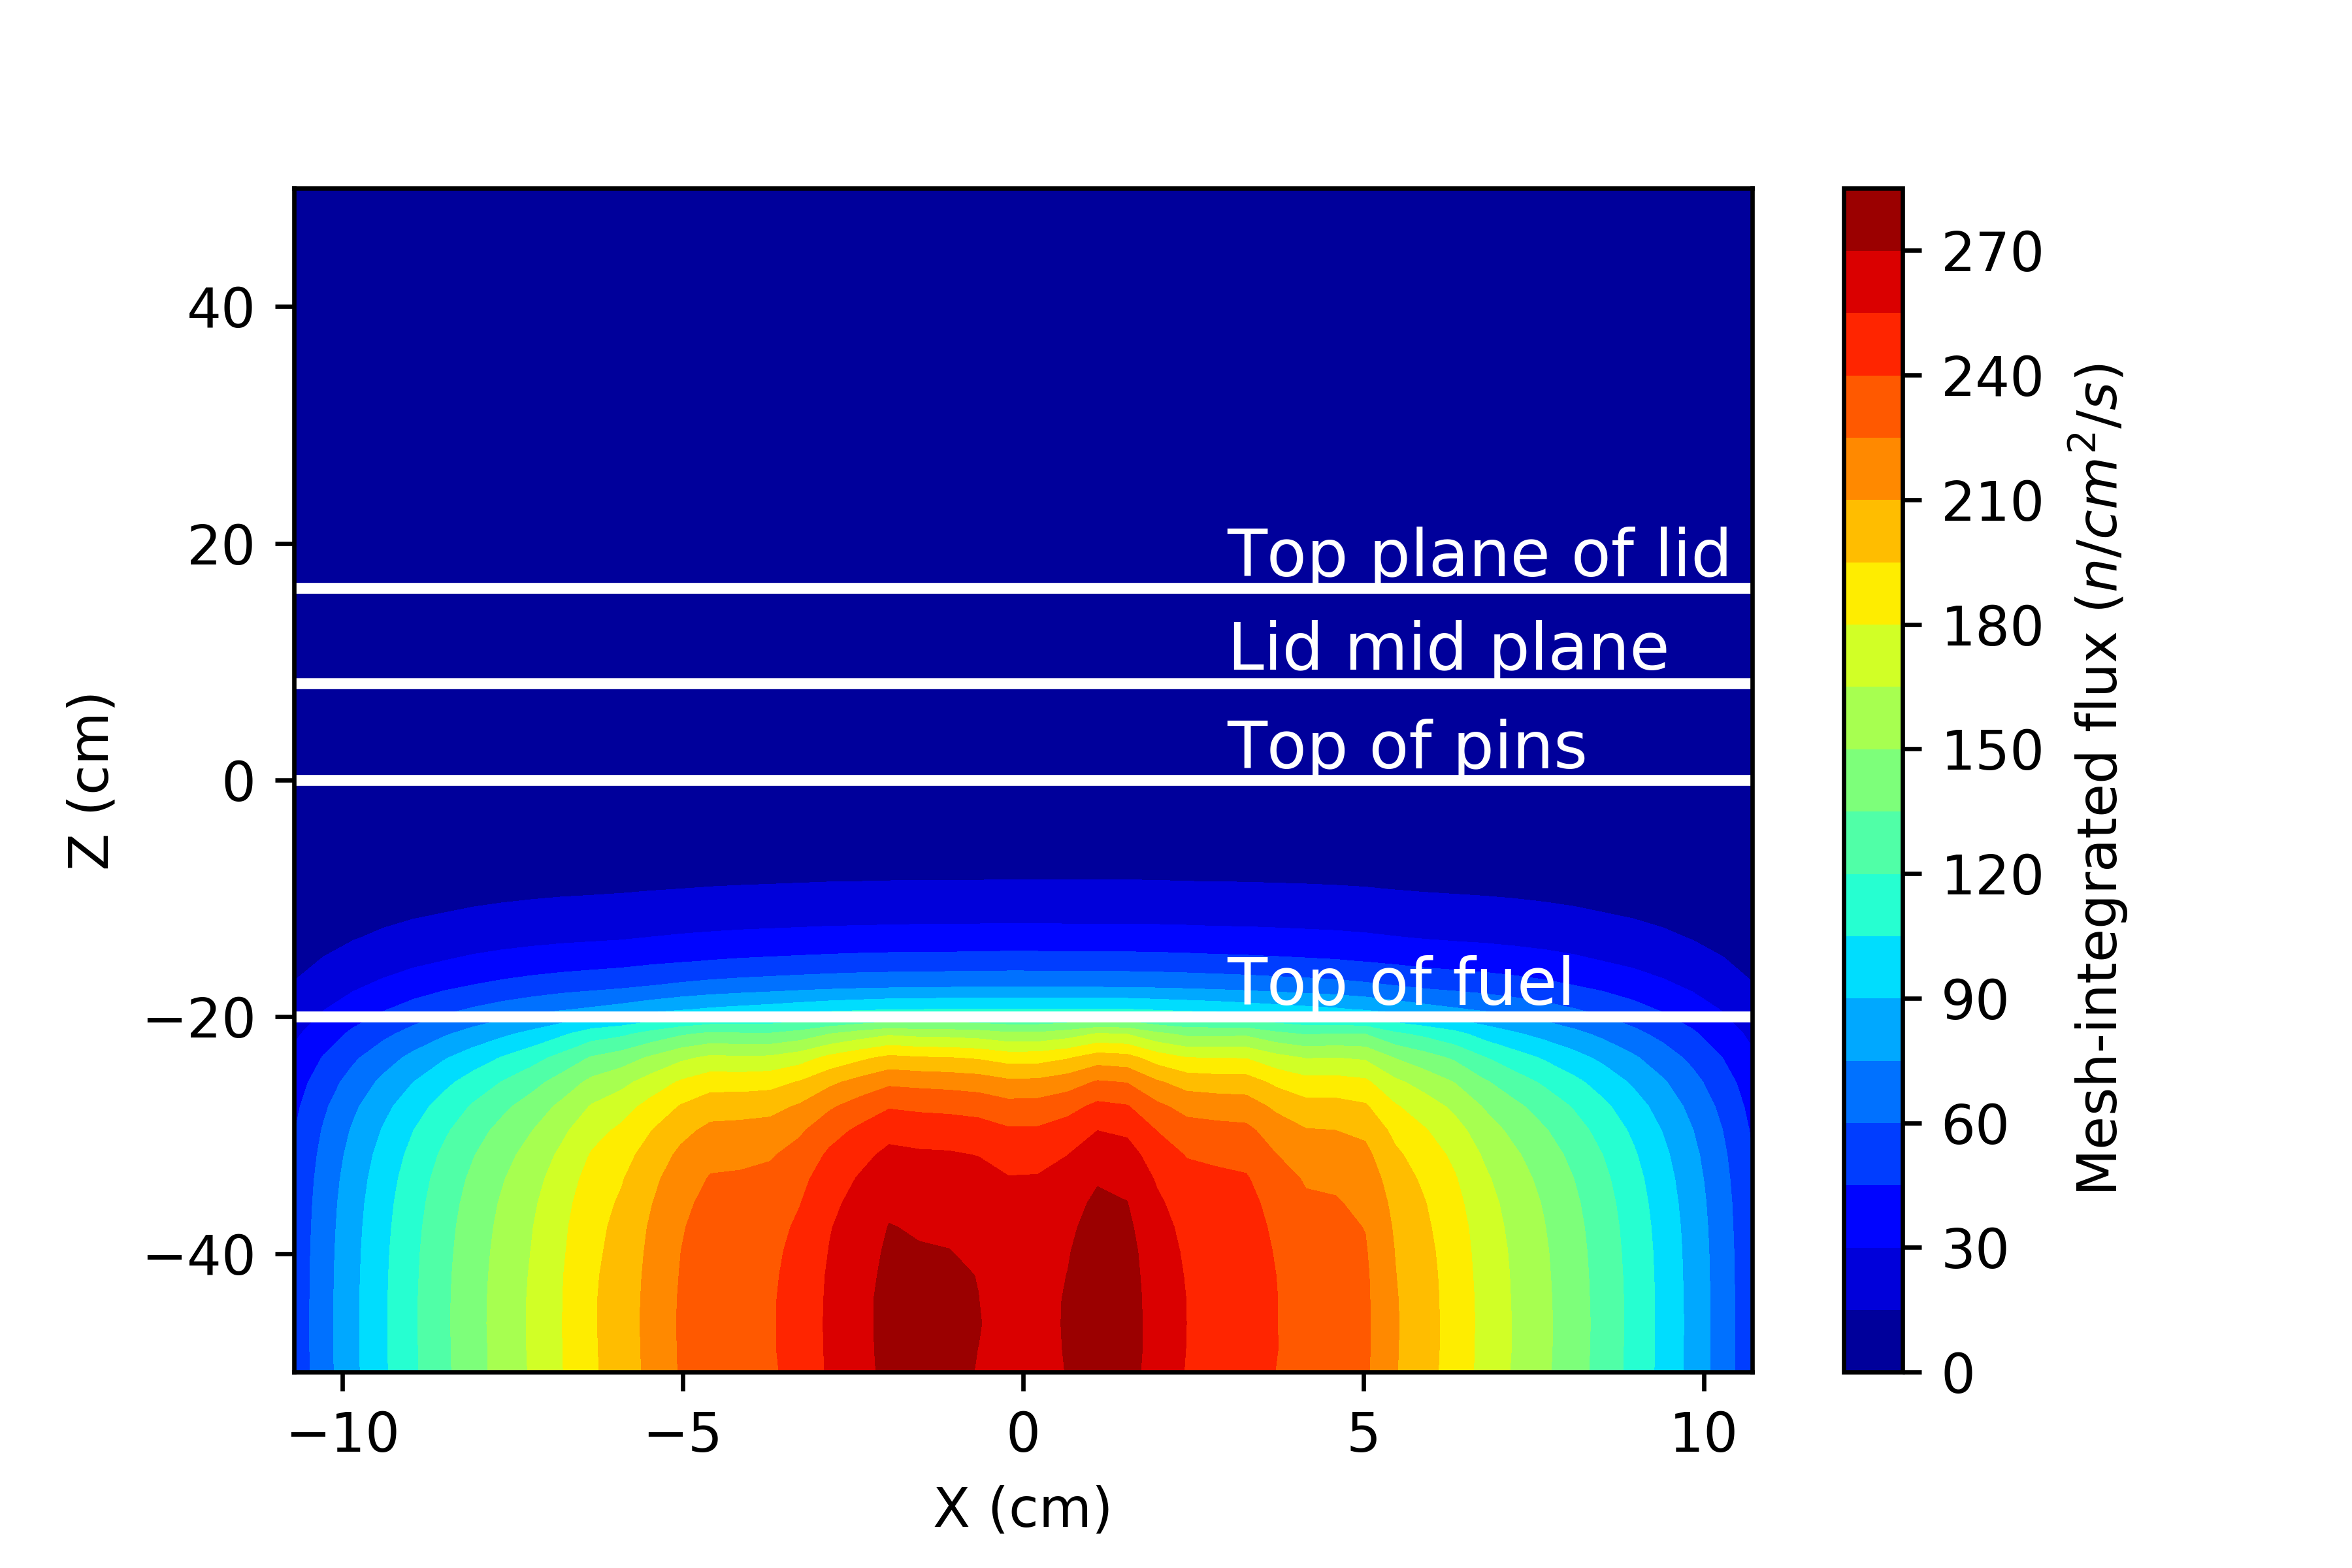 40
20
0
−20
−40
Z (cm)
Top plane of lid
Lid mid plane
Top of pins
Top of fuel
−10
−5
0
5
10
X (cm)
270
240
210
180
150
120
90
60
30
0
Mesh-integrated flux (n/cm²/s)